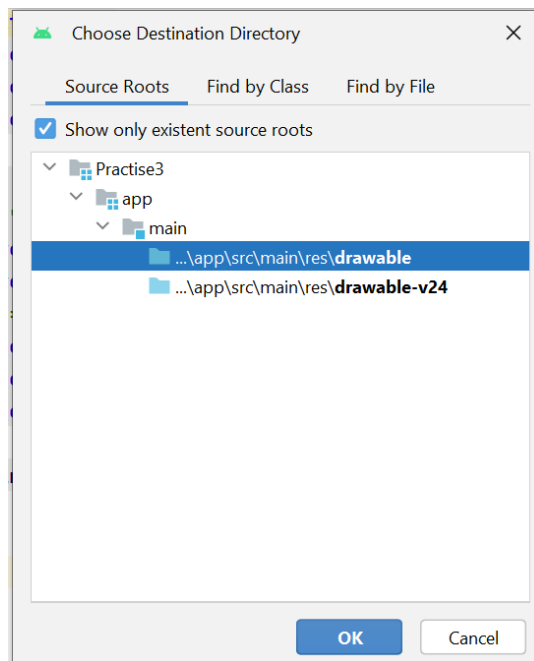 Choose Destination Directory
Source Roots Find by Class Find by File
Show only existent source roots
Practise3
app
main
...\app\src\main\res\drawable
...\app\src\main\res\drawable-v24
OK Cancel